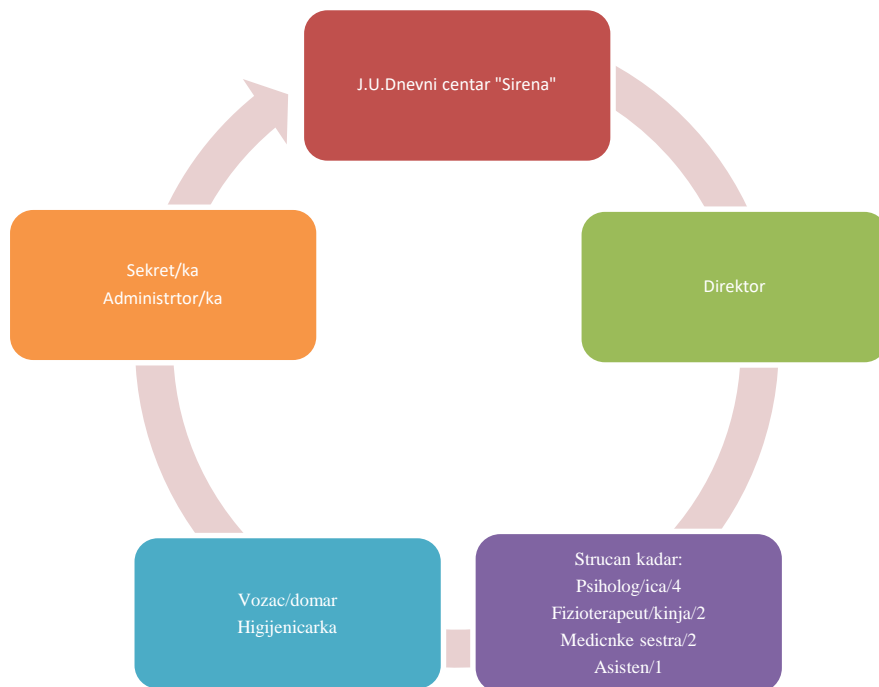 J.U.Dnevni centar "Sirena"
Direktor
Strucan kadar:
Psiholog/ica/4
Fizioterapeut/kinja/2
Medicnke sestra/2
Asisten/1
Vozac/domar
Higijenicarka
Sekret/ka
Administrtor/ka